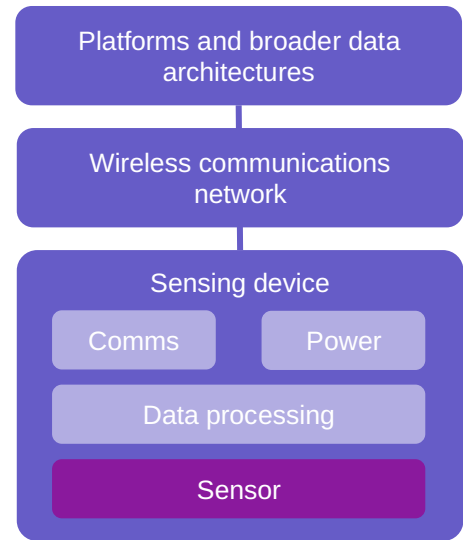 Platforms and broader data
architectures
Wireless communications
network
Sensing device
Comms
Power
Data processing
Sensor